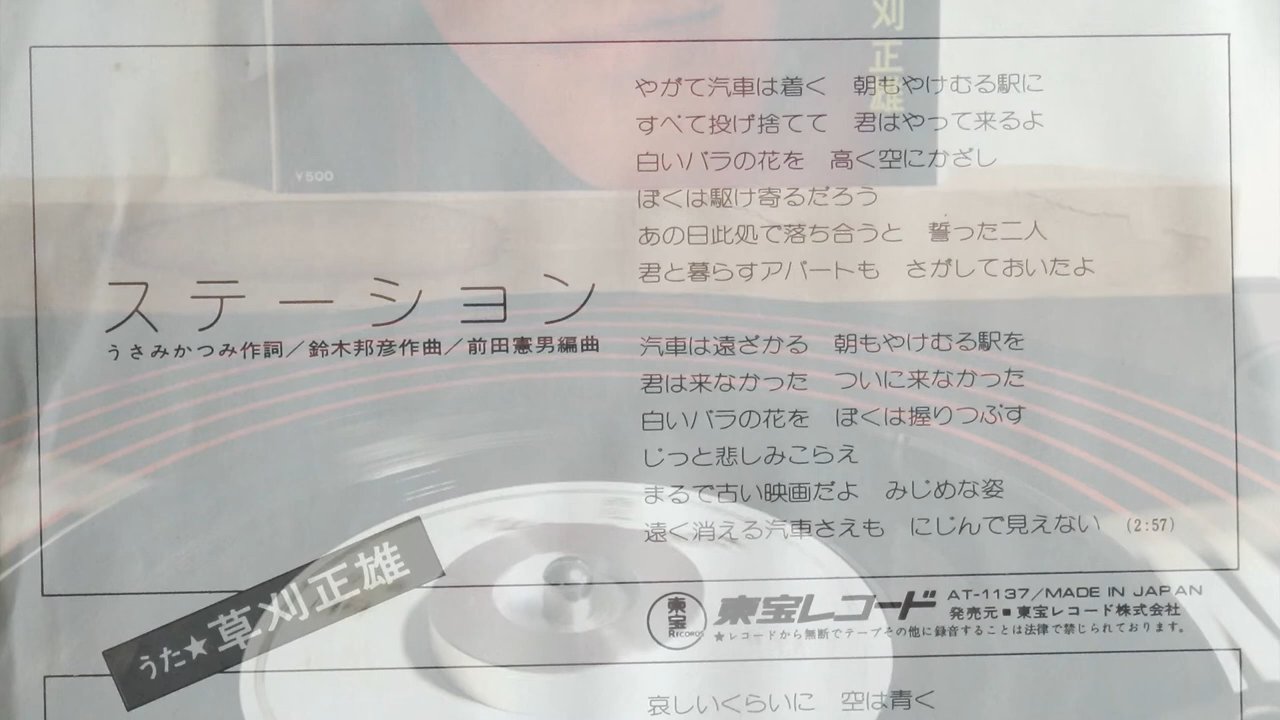 刈正雄
¥500
ステーション
うさみかつみ作詞／鈴木邦彦作曲／前田憲男編曲
やがて汽車は着く　朝もやけむる駅に
すべて投げ捨てて　君はやって来るよ
白いバラの花を　高く空にかざし
ぼくは駆け寄るだろう
あの日此処で落ち合うと　誓った二人
君と暮らすアパートも　さがしておいたよ
汽車は遠ざかる　朝もやけむる駅を
君は来なかった　ついに来なかった
白いバラの花を　ぼくは握りつぶす
じっと悲しみこらえ
まるで古い映画だよ　みじめな姿
遠く消える汽車さえも　にじんで見えない　(2:57)
うた★草刈正雄
東宝 RECORDS
東宝レコード
AT-1137/MADE IN JAPAN
発売元■東宝レコード株式会社
★レコードから無断でテープその他に録音することは法律で禁じられております。
哀しいくらいに　空は青く